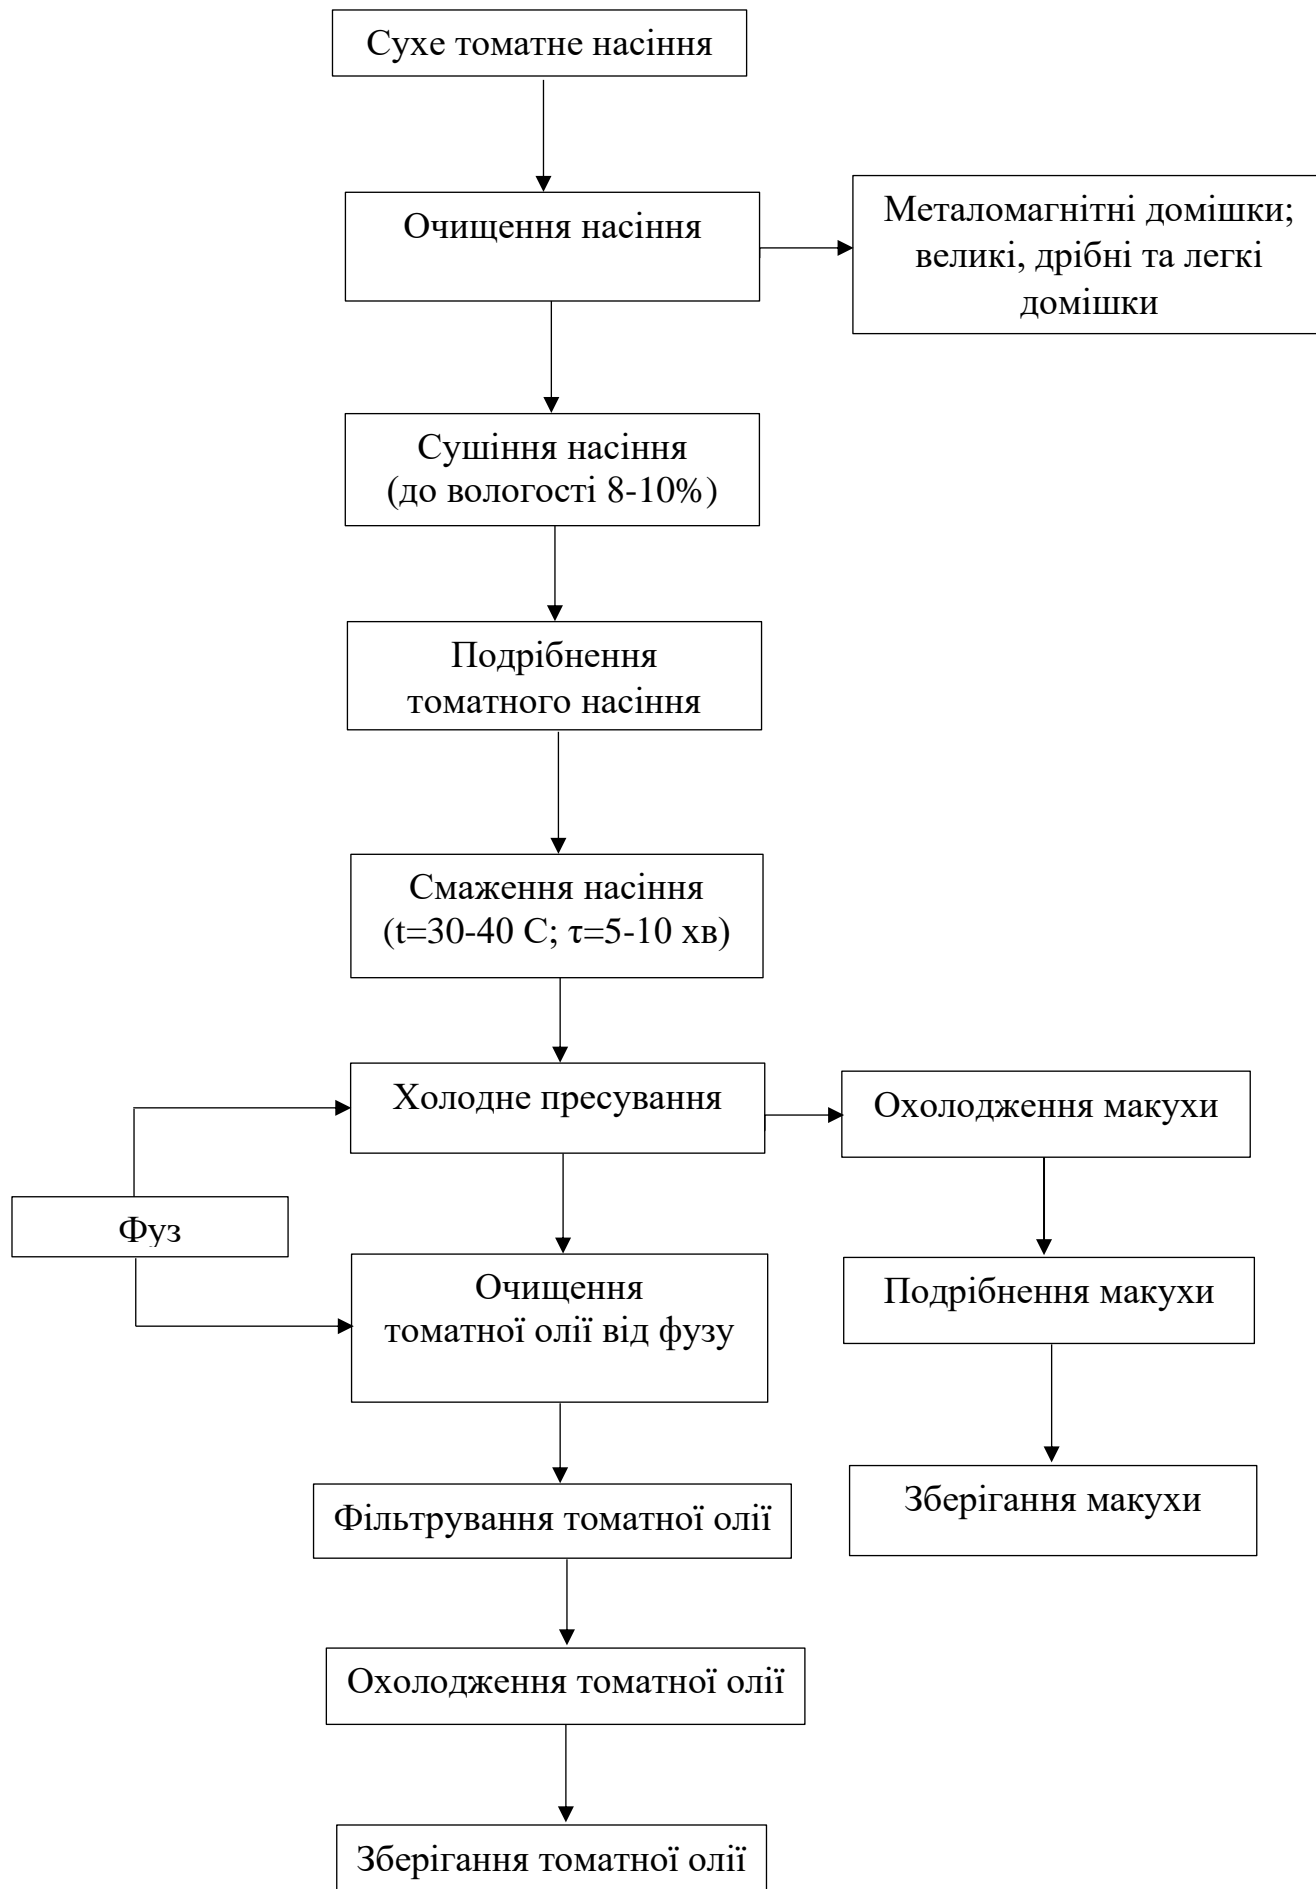 Сухе томатне насіння
Очищення насіння
Металомагнітні домішки;
великі, дрібні та легкі
домішки
Сушіння насіння
(до вологості 8-10%)
Подрібнення
томатного насіння
Смаження насіння
(t=30-40 С; τ=5-10 хв)
Холодне пресування
Охолодження макухи
Фуз
Очищення
томатної олії від фузу
Подрібнення макухи
Фільтрування томатної олії
Зберігання макухи
Охолодження томатної олії
Зберігання томатної олії